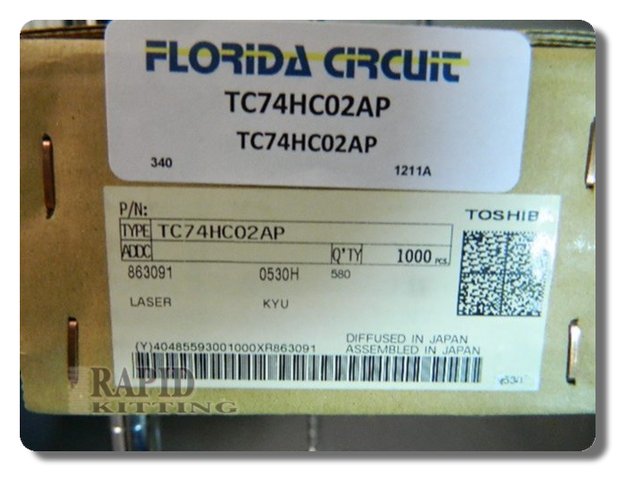 FLORIDA CIRCUIT
TC74HC02AP
TC74HC02AP
340 1211A
P/N:
TOSHIB
TYPE TC74HC02AP
ADDC Q'TY 1000 PCS.
863091 0530H 580
LASER KYU
DIFFUSED IN JAPAN
(Y)40485593001000XR863091 ASSEMBLED IN JAPAN
RAPID
KITTING